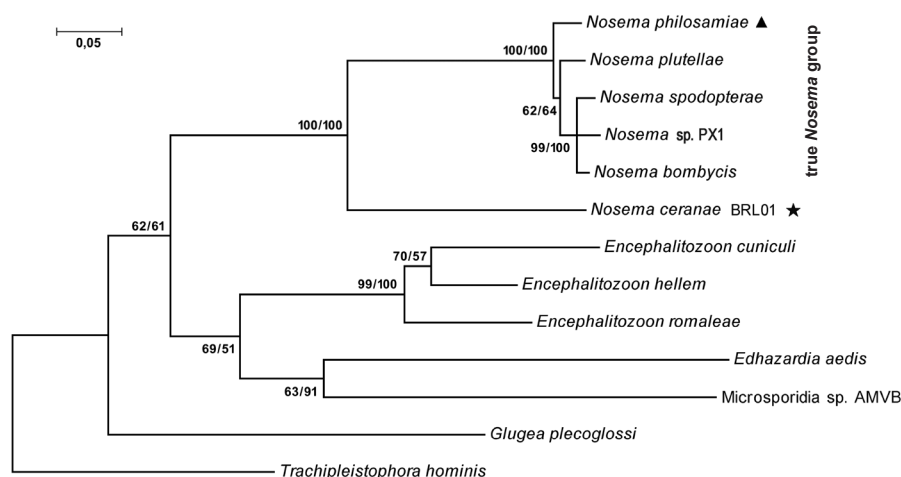 Nosema philosamiae ▲
0,05
100/100
Nosema plutellae
Nosema spodopterae
62/64
Nosema sp. PX1
99/100
Nosema bombycis
true Nosema group
100/100
Nosema ceranae BRL01 ★
62/61
Encephalitozoon cuniculi
70/57
Encephalitozoon hellem
99/100
Encephalitozoon romaleae
69/51
Edhazardia aedis
63/91
Microsporidia sp. AMVB
Glugea plecoglossi
Trachipleistophora hominis